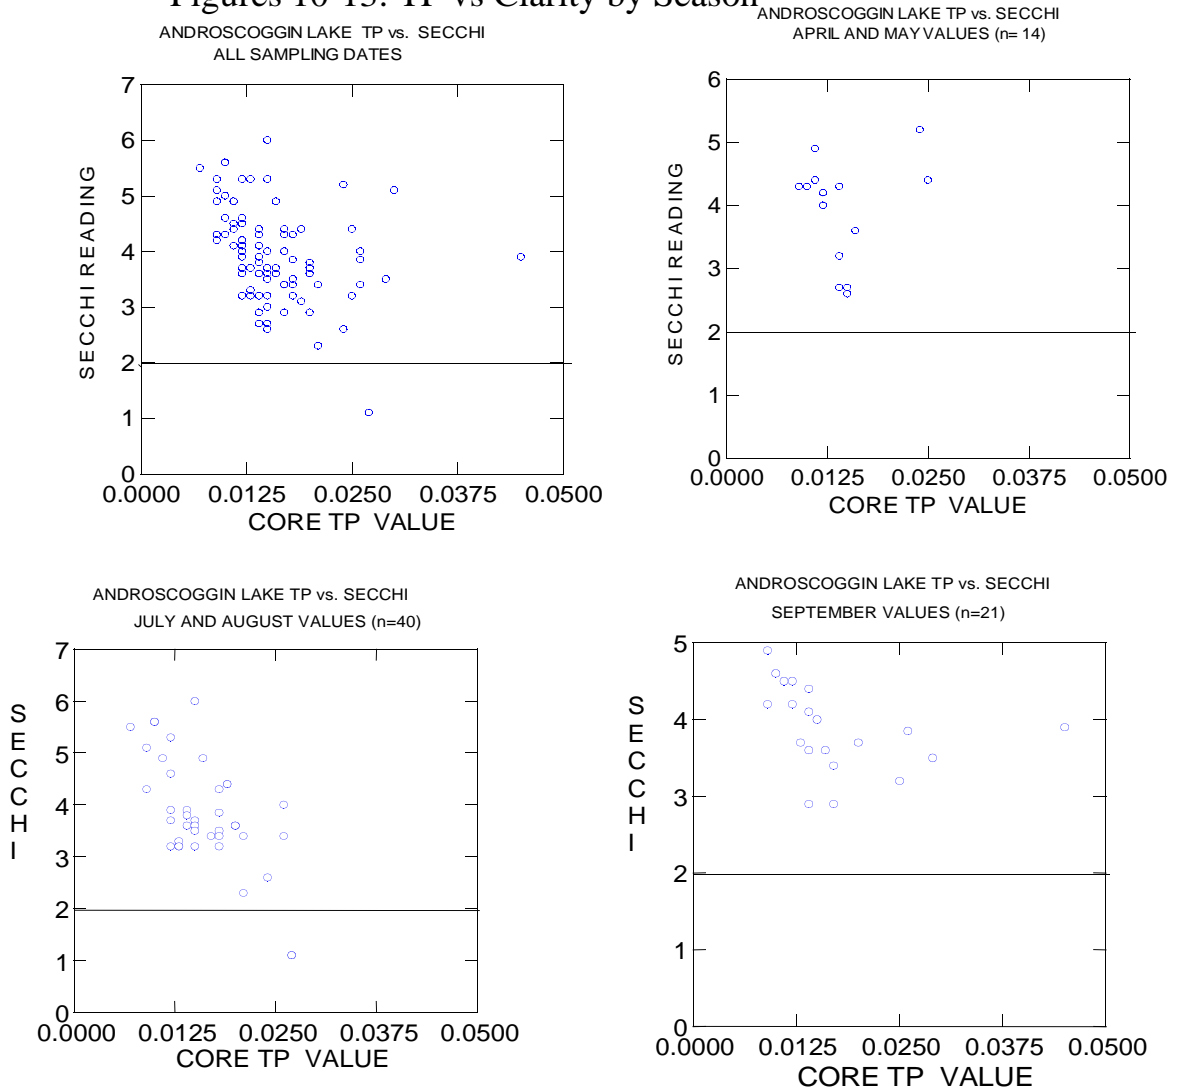 Figures 10-13: TP vs Clarity by Season
ANDROSCOGGIN LAKE TP vs. SECCHI
ALL SAMPLING DATES
7
6
5
4
3
2
1
0
SECCHI READING
0.0000 0.0125 0.0250 0.0375 0.0500
CORE TP VALUE
ANDROSCOGGIN LAKE TP vs. SECCHI
APRIL AND MAY VALUES (n= 14)
6
5
4
3
2
1
0
SECCHI READING
0.0000 0.0125 0.0250 0.0375 0.0500
CORE TP VALUE
ANDROSCOGGIN LAKE TP vs. SECCHI
JULY AND AUGUST VALUES (n=40)
7
6
5
4
3
2
1
0
SECCHI
0.0000 0.0125 0.0250 0.0375 0.0500
CORE TP VALUE
ANDROSCOGGIN LAKE TP vs. SECCHI
SEPTEMBER VALUES (n=21)
5
4
3
2
1
0
SECCHI
0.0000 0.0125 0.0250 0.0375 0.0500
CORE TP VALUE